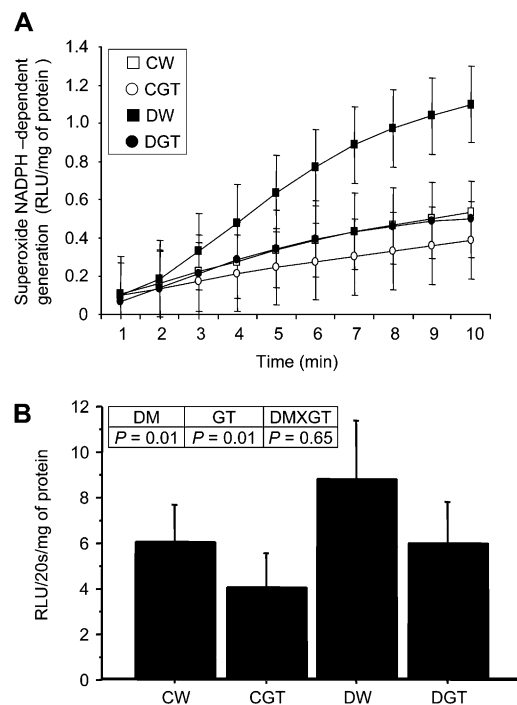 A
CW
CGT
DW
DGT
Superoxide NADPH –dependent
generation (RLU/mg of protein )
1.4
1.2
1.0
0.8
0.6
0.4
0.2
0
1 2 3 4 5 6 7 8 9 10
Time (min)
B
DM GT DMXGT
P = 0.01 P = 0.01 P = 0.65
RLU/20s/mg of protein
12
10
8
6
4
2
0
CW CGT DW DGT